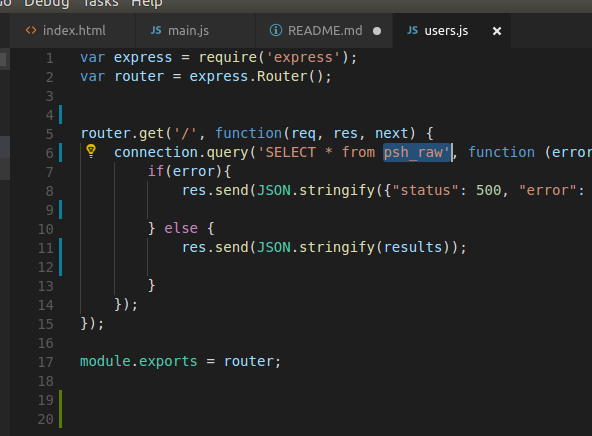 Go Debug Tasks Help
<> index.html JS main.js README.md JS users.js ×
1 var express = require('express');
2 var router = express.Router();
3
4
5 router.get('/', function(req, res, next) {
6 connection.query('SELECT * from psh_raw', function (error
7 if(error){
8 res.send(JSON.stringify({"status": 500, "error":
9
10 } else {
11 res.send(JSON.stringify(results));
12
13 }
14 });
15 });
16
17 module.exports = router;
18
19
20